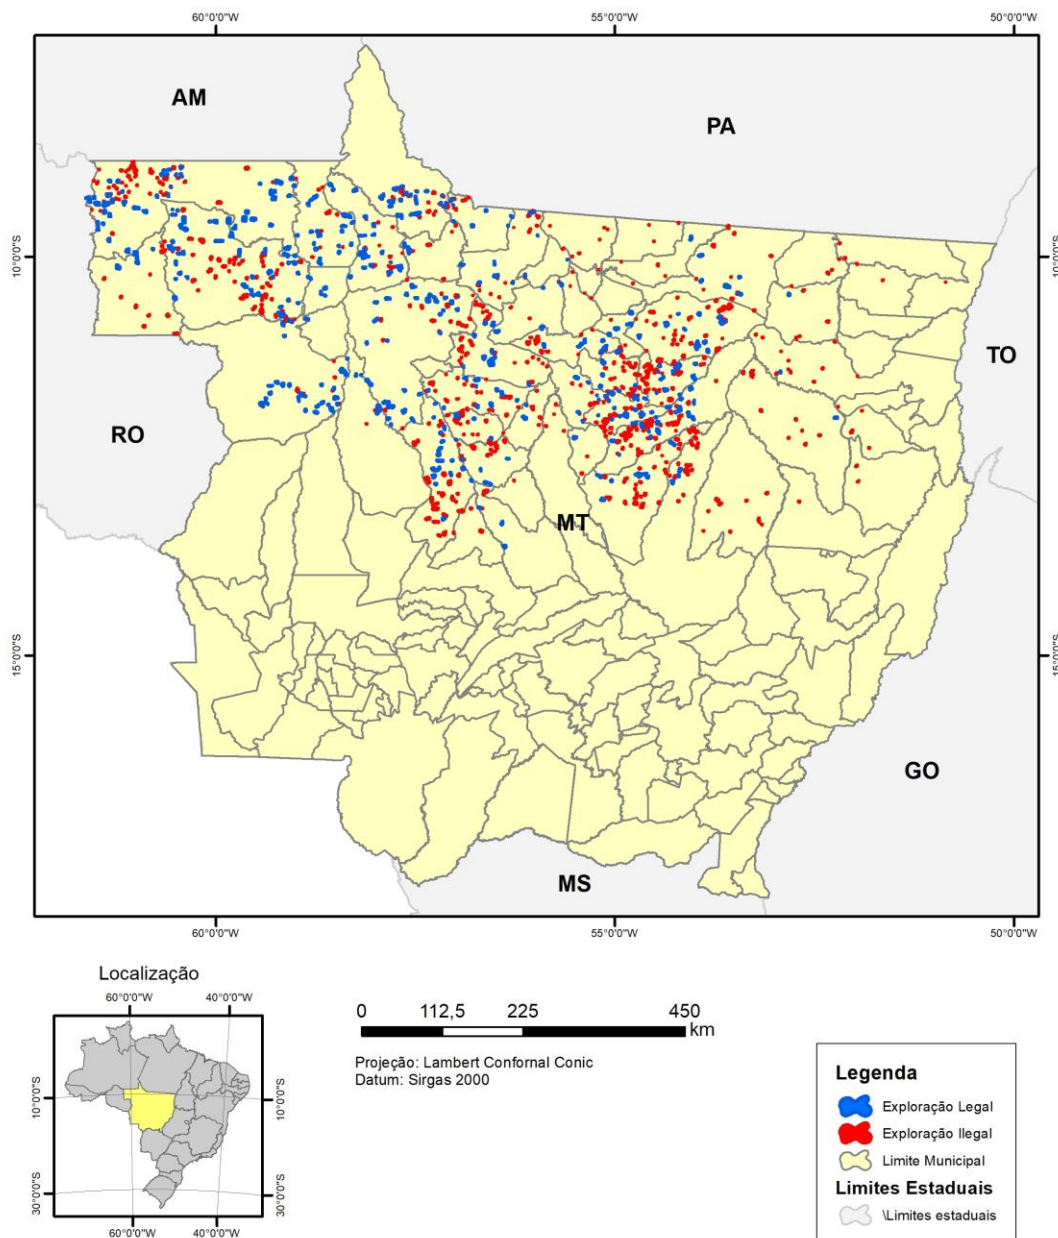 60°0'0"W 55°0'0"W 50°0'0"W
AM
PA
10°0'0"S 10°0'0"S
TO
RO
MT
15°0'0"S 15°0'0"S
GO
MS
60°0'0"W 55°0'0"W 50°0'0"W
Localização
60°0'0"W 40°0'0"W
10°0'0"S 10°0'0"S
30°0'0"S 30°0'0"S
60°0'0"W 40°0'0"W
0 112,5 225 450
km
Projeção: Lambert Confornal Conic
Datum: Sirgas 2000
Legenda
Exploração Legal
Exploração Ilegal
Limite Municipal
Limites Estaduais
\Limites estaduais